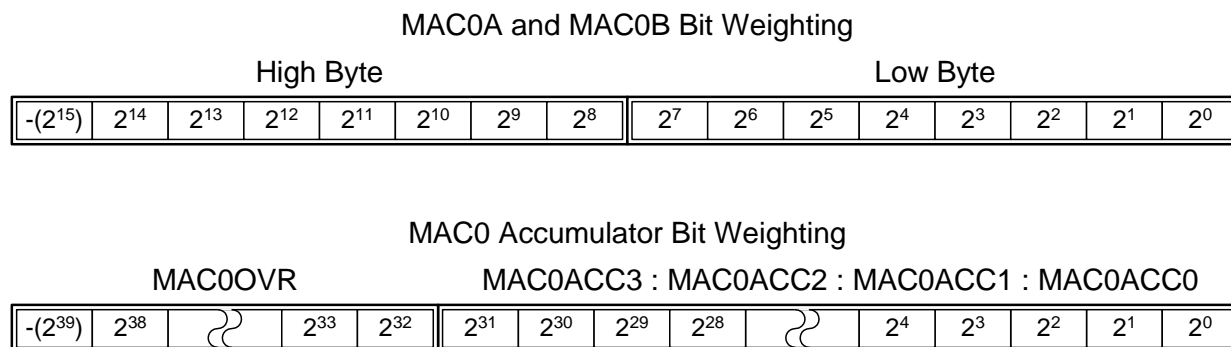 MAC0A and MAC0B Bit Weighting
High Byte Low Byte
-(2¹⁵) 2¹⁴ 2¹³ 2¹² 2¹¹ 2¹⁰ 2⁹ 2⁸ 2⁷ 2⁶ 2⁵ 2⁴ 2³ 2² 2¹ 2⁰
MAC0 Accumulator Bit Weighting
MAC0OVR MAC0ACC3 : MAC0ACC2 : MAC0ACC1 : MAC0ACC0
-(2³⁹) 2³⁸ 2³³ 2³² 2³¹ 2³⁰ 2²⁹ 2²⁸ 2⁴ 2³ 2² 2¹ 2⁰